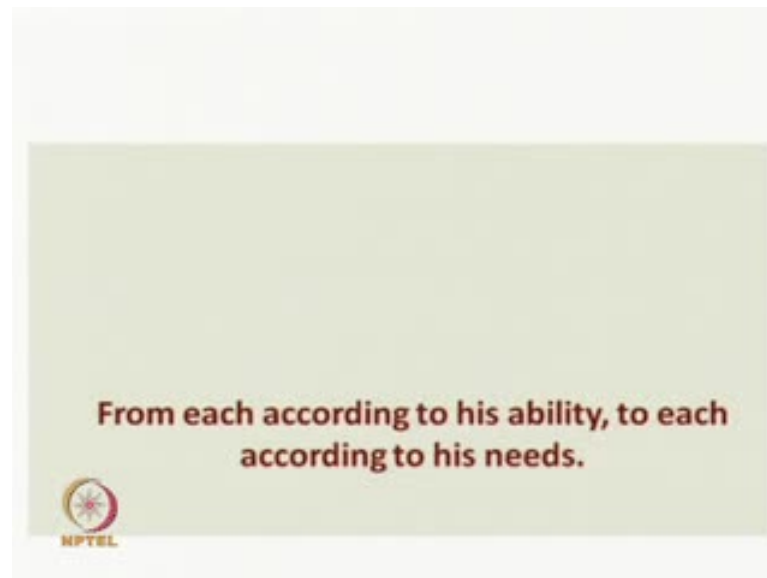 From each according to his ability, to each
according to his needs.
NPTEL